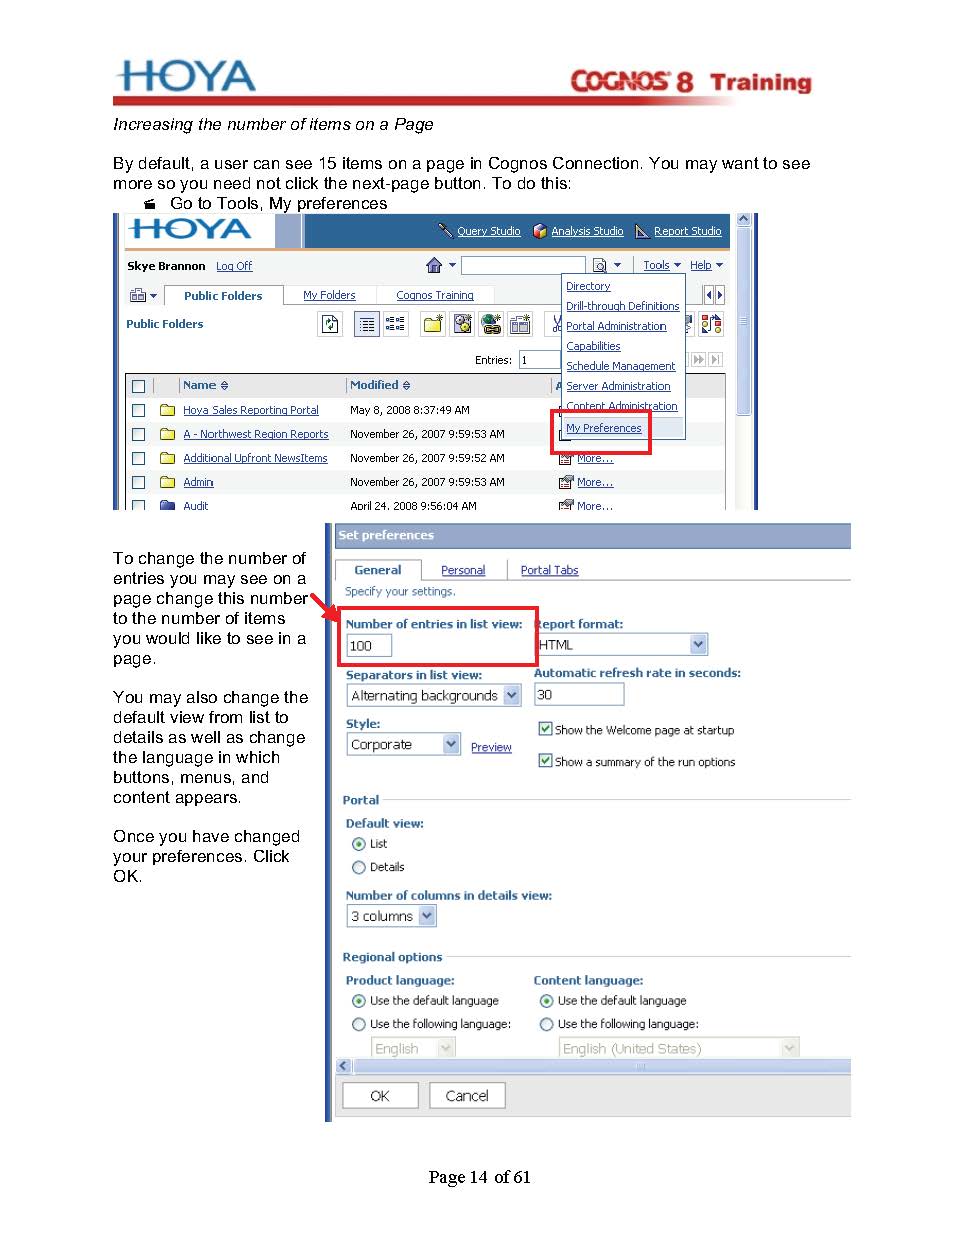 HOYA
COGNOS 8 Training
Increasing the number of items on a Page
By default, a user can see 15 items on a page in Cognos Connection. You may want to see
more so you need not click the next-page button. To do this:
Go to Tools, My preferences
HOYA
Query Studio Analysis Studio Report Studio
Skye Brannon Log Off
Tools Help
Public Folders My Folders Cognos Training
Public Folders
Entries: 1
Name Modified A
Hoya Sales Reporting Portal May 8, 2008 8:37:49 AM
A - Northwest Region Reports November 26, 2007 9:59:53 AM
Additional Upfront NewsItems November 26, 2007 9:59:52 AM More...
Admin November 26, 2007 9:59:53 AM More...
Audit April 24, 2008 9:56:04 AM More...
Directory
Drill-through Definitions
Portal Administration
Capabilities
Schedule Management
Server Administration
Content Administration
My Preferences
To change the number of
entries you may see on a
page change this number
to the number of items
you would like to see in a
page.
You may also change the
default view from list to
details as well as change
the language in which
buttons, menus, and
content appears.
Once you have changed
your preferences. Click
OK.
Set preferences
General Personal Portal Tabs
Specify your settings.
Number of entries in list view: Report format:
100 HTML
Separators in list view: Automatic refresh rate in seconds:
Alternating backgrounds 30
Style:
Corporate Preview
Show the Welcome page at startup
Show a summary of the run options
Portal
Default view:
List
Details
Number of columns in details view:
3 columns
Regional options
Product language: Content language:
Use the default language Use the default language
Use the following language: Use the following language:
English English (United States)
OK Cancel
Page 14 of 61